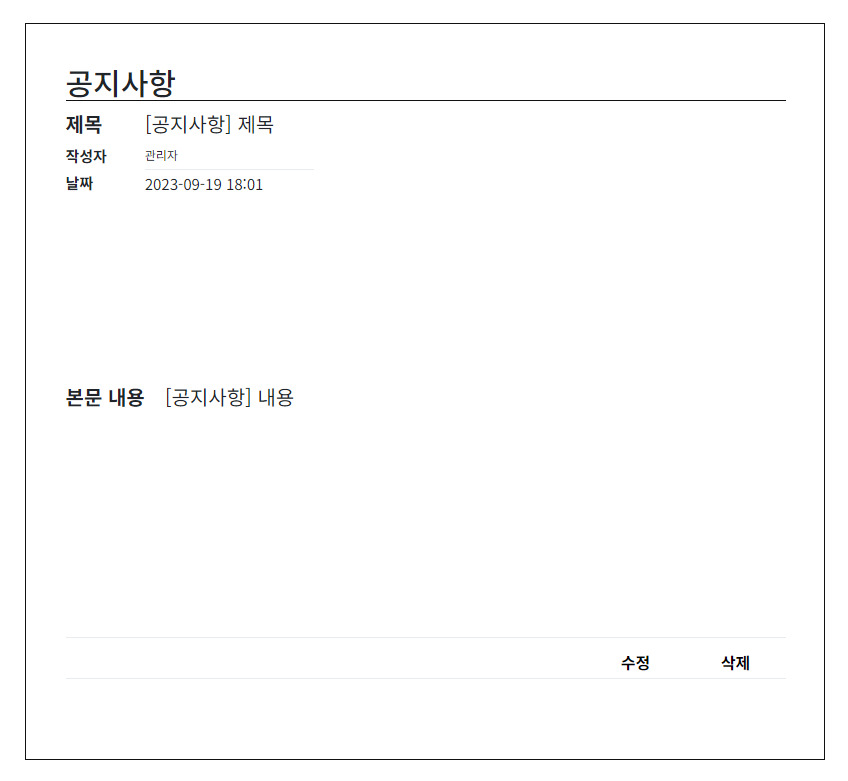 공지사항
제목 [공지사항] 제목
작성자 관리자
날짜 2023-09-19 18:01
본문 내용 [공지사항] 내용
수정 삭제